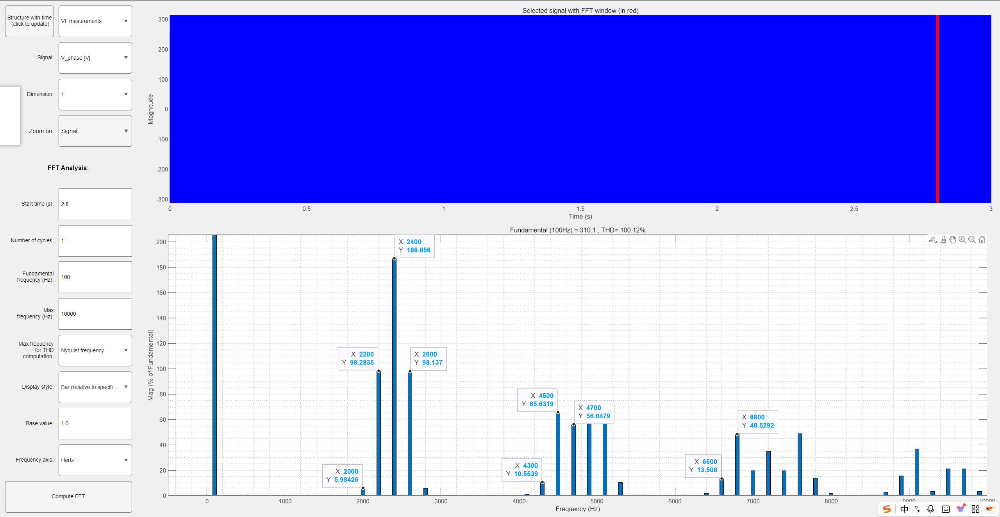 Structure with time
(click to update)
VI_mesurements
Signal:
V_phase [V]
Dimension:
1
Zoom on:
Signal
FFT Analysis:
Start time (s):
2.8
Number of cycles:
1
Fundamental
frequency (Hz):
100
Max
frequency (Hz):
10000
Max frequency
for THD
computation:
Nyquist frequency
Display style:
Bar (relative to specifi...
Base value:
1.0
Frequency axis:
Hertz
Compute FFT
Selected signal with FFT window (in red)
Magnitude
300
200
100
0
-100
-200
-300
0 0.5 1 1.5 2 2.5 3
Time (s)
Fundamental (100Hz) = 310.1 , THD= 100.12%
Mag (% of Fundamental)
200
180
160
140
120
100
80
60
40
20
0
X 2400
Y 186.856
X 2200
Y 98.2835
X 2600
Y 98.137
X 4500
Y 65.6319
X 4700
Y 56.0479
X 6800
Y 48.5292
X 6600
Y 13.506
X 4300
Y 10.5539
X 2000
Y 5.98426
0 1000 2000 3000 4000 5000 6000 7000 8000 9000 10000
Frequency (Hz)
S 中 °,